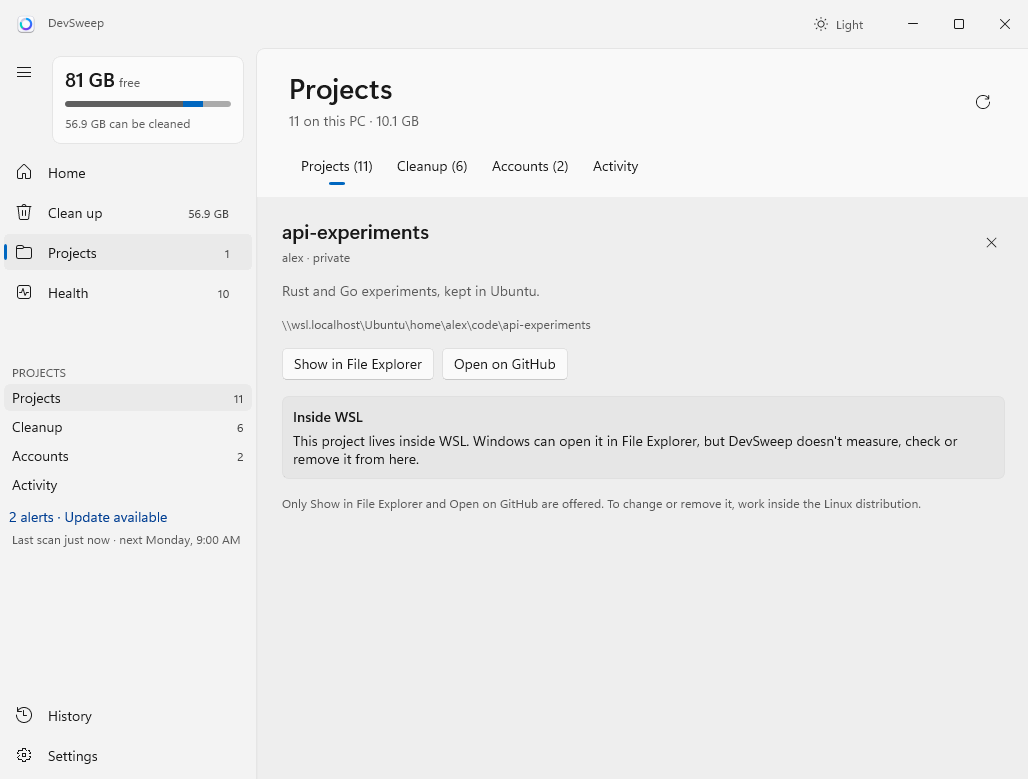 DevSweep
Light
81 GB free
56.9 GB can be cleaned
Home
Clean up 56.9 GB
Projects 1
Health 10
PROJECTS
Projects 11
Cleanup 6
Accounts 2
Activity
2 alerts · Update available
Last scan just now · next Monday, 9:00 AM
History
Settings
Projects
11 on this PC · 10.1 GB
Projects (11) Cleanup (6) Accounts (2) Activity
api-experiments
alex · private
Rust and Go experiments, kept in Ubuntu.
\\wsl.localhost\Ubuntu\home\alex\code\api-experiments
Show in File Explorer Open on GitHub
Inside WSL
This project lives inside WSL. Windows can open it in File Explorer, but DevSweep doesn't measure, check or
remove it from here.
Only Show in File Explorer and Open on GitHub are offered. To change or remove it, work inside the Linux distribution.